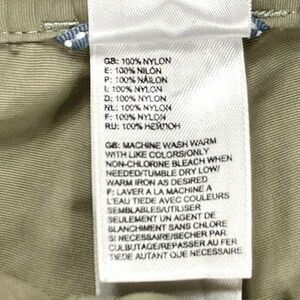 GB: 100% NYLON
E: 100% NILÓN
P: 100% NÁILON
I: 100% NYLON
D: 100% NYLON
NL: 100% NYLON
F: 100% NYLON
RU: 100% НЕЙЛОН
GB: MACHINE WASH WARM
WITH LIKE COLORS/ONLY
NON-CHLORINE BLEACH WHEN
NEEDED/TUMBLE DRY LOW/
WARM IRON AS DESIRED
F: LAVER A LA MACHINE A
L'EAU TIEDE AVEC COULEURS
SEMBLABLES/UTILISER
SEULEMENT UN AGENT DE
BLANCHIMENT SANS CHLORE
SI NECESSAIRE/SECHER PAR
CULBUTAGE/REPASSER AU FER
TIEDE AUTANT QUE NECESSAIRE